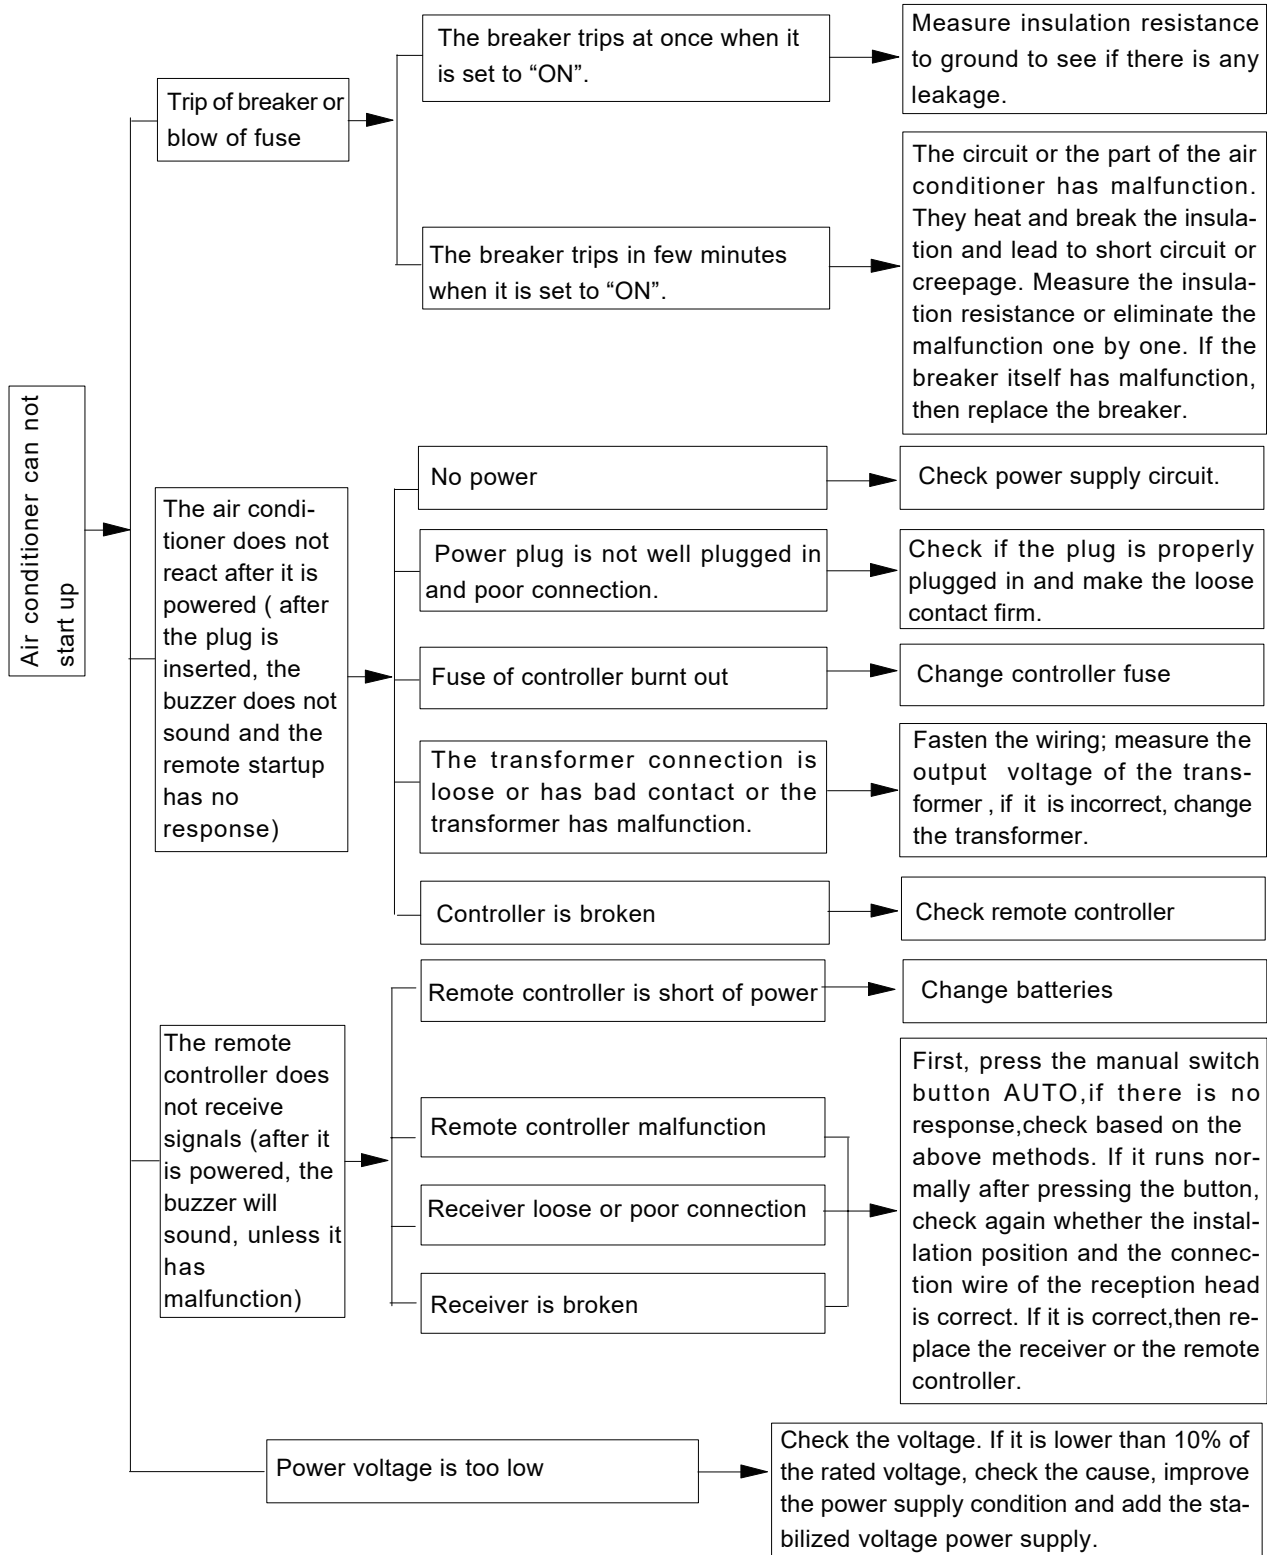 Air conditioner can not
start up
Trip of breaker or
blow of fuse
The breaker trips at once when it
is set to “ON”.
Measure insulation resistance
to ground to see if there is any
leakage.
The breaker trips in few minutes
when it is set to “ON”.
The circuit or the part of the air
conditioner has malfunction.
They heat and break the insula-
tion and lead to short circuit or
creepage. Measure the insula-
tion resistance or eliminate the
malfunction one by one. If the
breaker itself has malfunction,
then replace the breaker.
The air condi-
tioner does not
react after it is
powered ( after
the plug is
inserted, the
buzzer does not
sound and the
remote startup
has no
response)
No power
Check power supply circuit.
Power plug is not well plugged in
and poor connection.
Check if the plug is properly
plugged in and make the loose
contact firm.
Fuse of controller burnt out
Change controller fuse
The transformer connection is
loose or has bad contact or the
transformer has malfunction.
Fasten the wiring; measure the
output voltage of the trans-
former , if it is incorrect, change
the transformer.
Controller is broken
Check remote controller
The remote
controller does
not receive
signals (after it
is powered, the
buzzer will
sound, unless it
has
malfunction)
Remote controller is short of power
Change batteries
Remote controller malfunction
Receiver loose or poor connection
Receiver is broken
First, press the manual switch
button AUTO,if there is no
response,check based on the
above methods. If it runs nor-
mally after pressing the button,
check again whether the instal-
lation position and the connec-
tion wire of the reception head
is correct. If it is correct,then re-
place the receiver or the remote
controller.
Power voltage is too low
Check the voltage. If it is lower than 10% of
the rated voltage, check the cause, improve
the power supply condition and add the sta-
bilized voltage power supply.